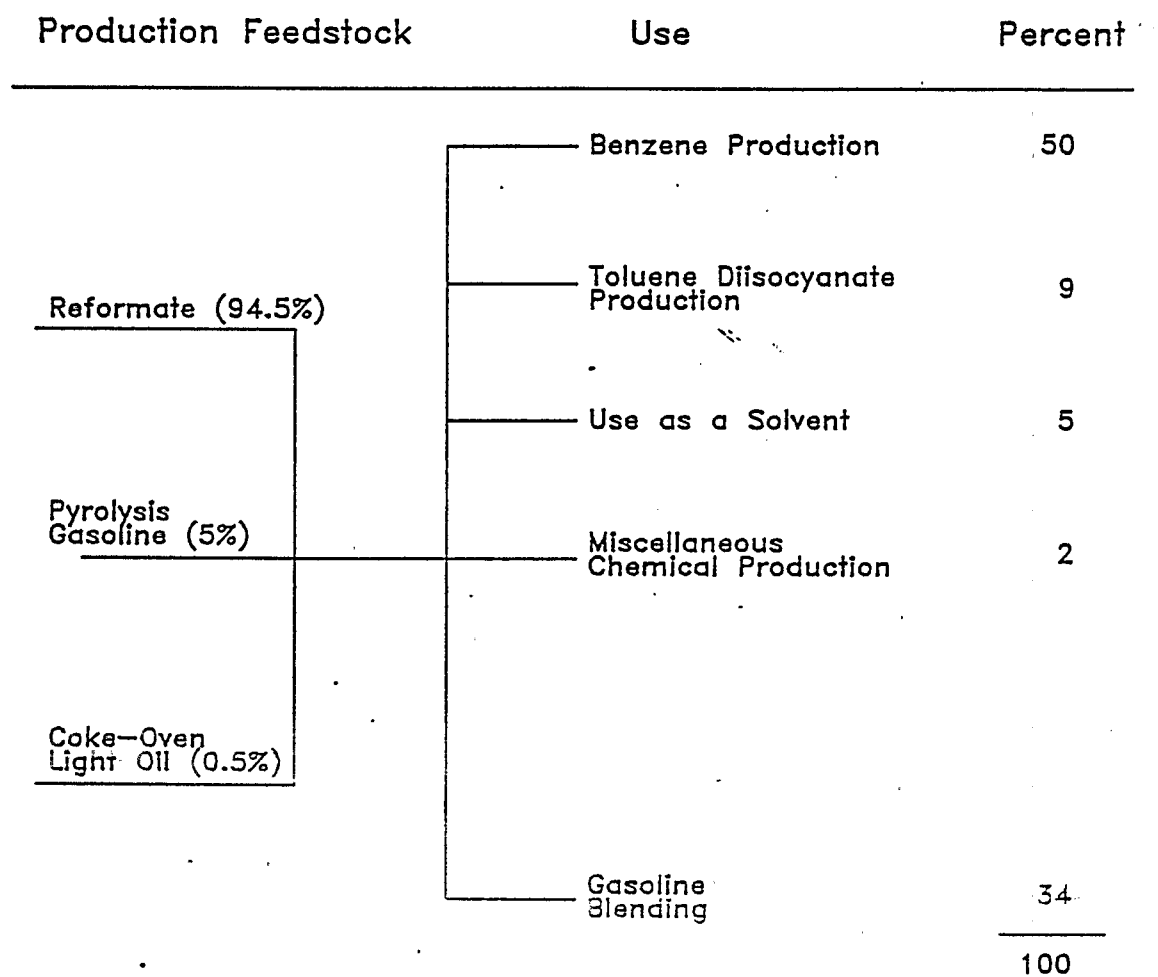 Production Feedstock Use Percent
Benzene Production 50
Toluene Diisocyanate
Production 9
Reformate (94.5%)
Use as a Solvent 5
Pyrolysis
Gasoline (5%)
Miscellaneous
Chemical Production 2
Coke-Oven
Light Oil (0.5%)
Gasoline
Blending 34
100